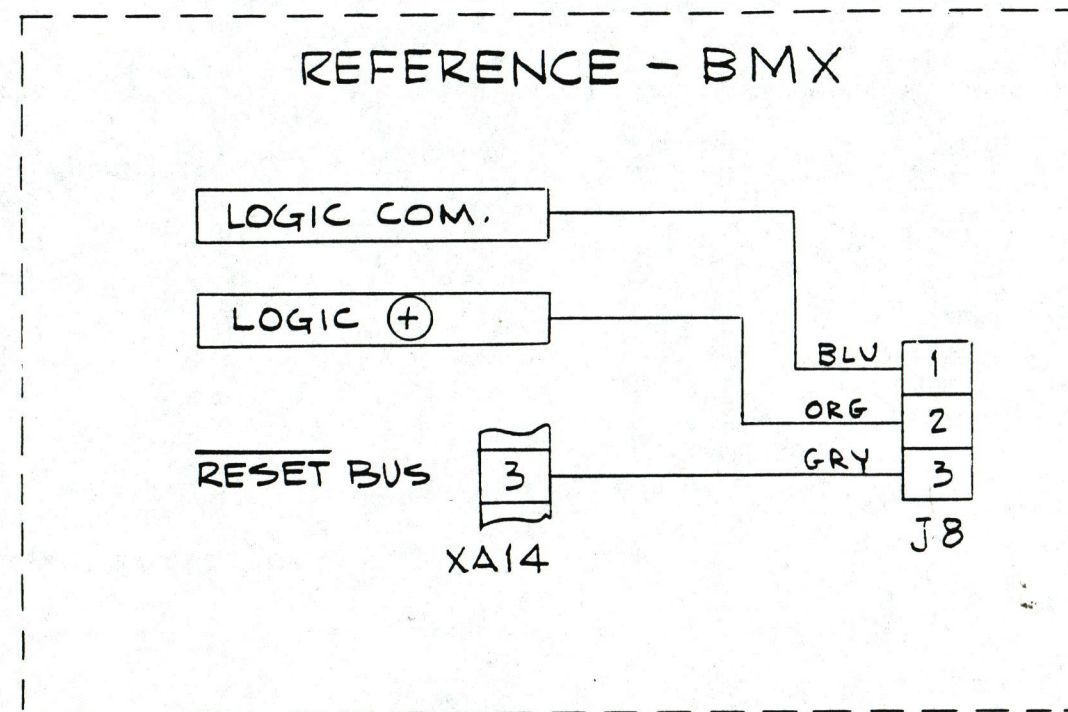 REFERENCE - BMX
LOGIC COM.
LOGIC +
BLU 1
ORG 2
RESET BUS 3 GRY 3
XA14
J8